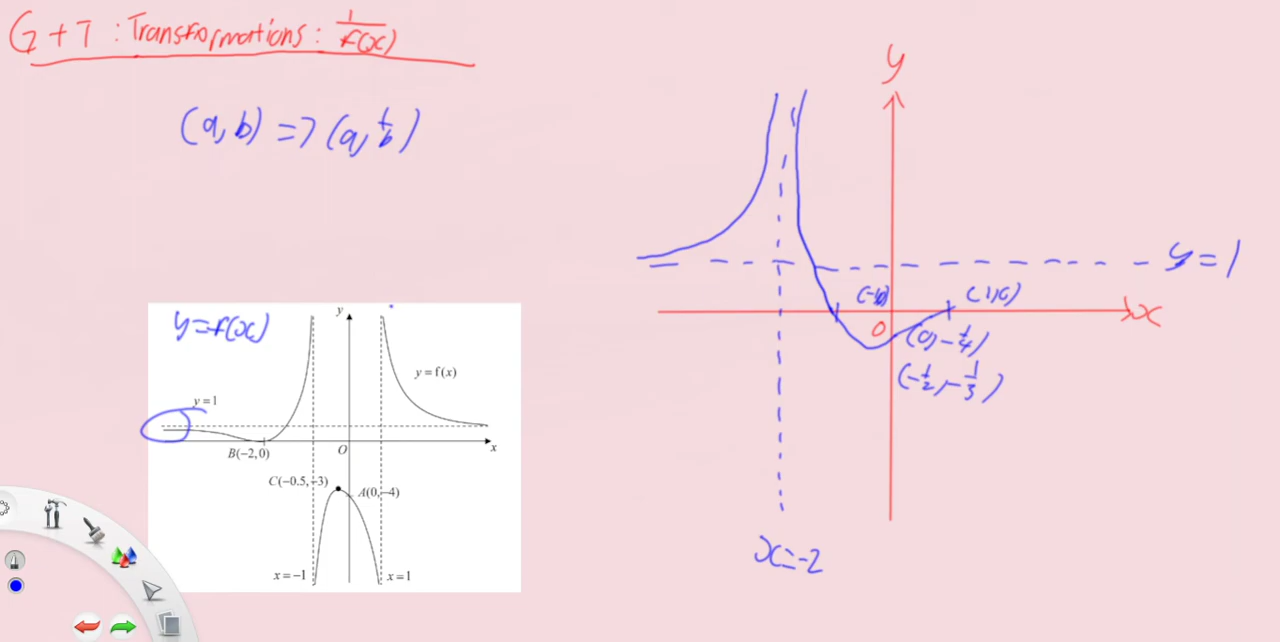 G+T : Transformations: 1/f(x)
(a,b) => (a, 1/b)
y=f(x)
y
y = f(x)
y = 1
B(−2,0)
O
x
C(−0.5,−3)
A(0,−4)
x = −1
x = 1
y
y=1
(1,0)
x
0
(0,-1/4)
(-1/2,-1/3)
x=-2